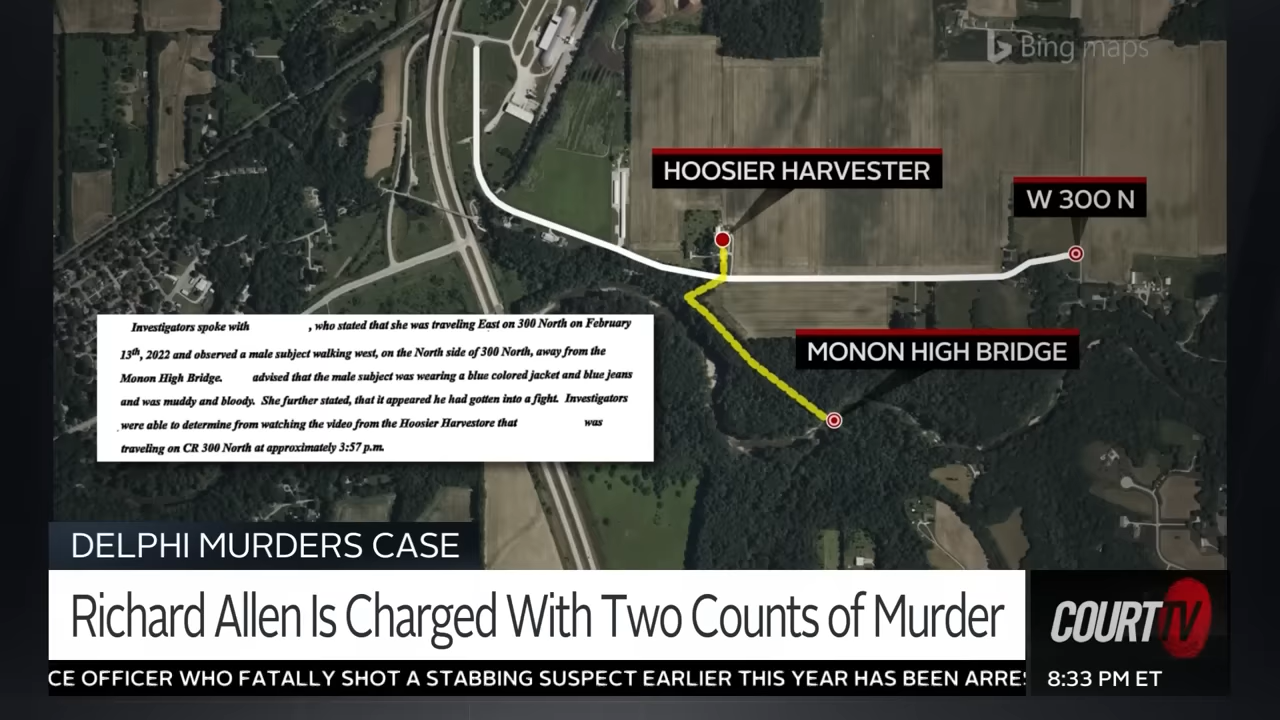 Bing maps
HOOSIER HARVESTER
W 300 N
Investigators spoke with , who stated that she was traveling East on 300 North on February
13th, 2022 and observed a male subject walking west, on the North side of 300 North, away from the
Monon High Bridge. advised that the male subject was wearing a blue colored jacket and blue jeans
and was muddy and bloody. She further stated, that it appeared he had gotten into a fight. Investigators
were able to determine from watching the video from the Hoosier Harvestore that was
traveling on CR 300 North at approximately 3:57 p.m.
MONON HIGH BRIDGE
DELPHI MURDERS CASE
Richard Allen Is Charged With Two Counts of Murder
COURT TV
CE OFFICER WHO FATALLY SHOT A STABBING SUSPECT EARLIER THIS YEAR HAS BEEN ARRE
8:33 PM ET